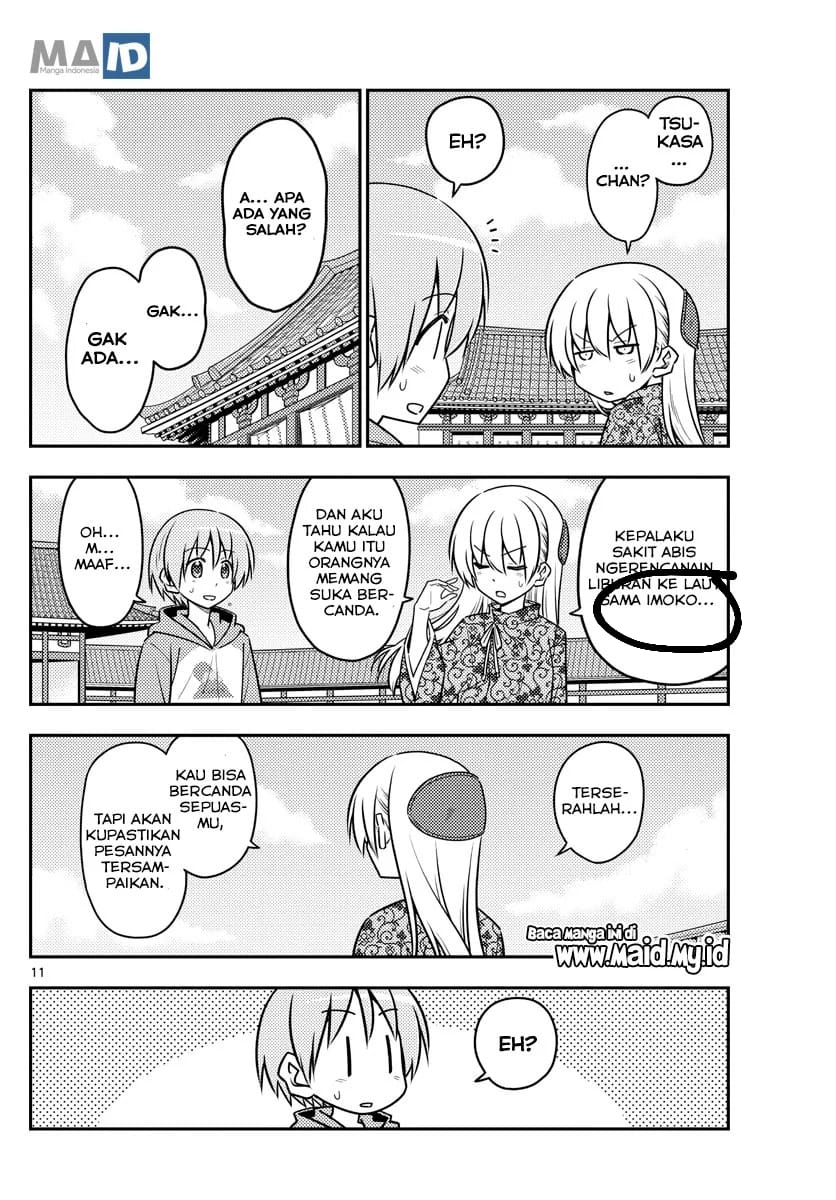 MAID
Manga Indonesia
TSU-
KASA
...
...
CHAN?
EH?
A... APA
ADA YANG
SALAH?
GAK...
GAK
ADA...
KEPALAKU
SAKIT ABIS
NGERENCANAIN
LIBURAN KE LAUT
SAMA IMOKO...
DAN AKU
TAHU KALAU
KAMU ITU
ORANGNYA
MEMANG
SUKA BER-
CANDA.
OH...
M...
MAAF...
TERSE-
RAHLAH...
KAU BISA
BERCANDA
SEPUAS-
MU,
TAPI AKAN
KUPASTIKAN
PESANNYA
TERSAM-
PAIKAN.
Baca Manga ini di
www.Maid.My.id
11
EH?